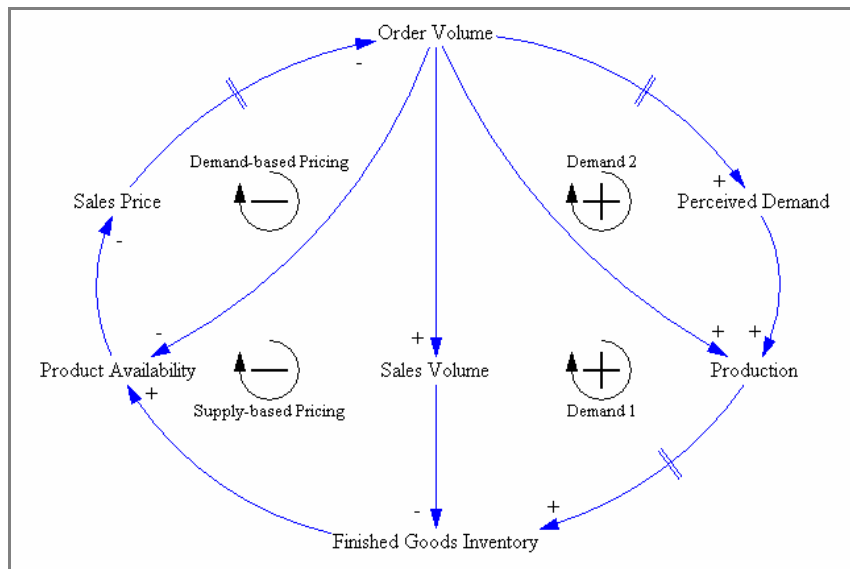 Order Volume
-
Demand-based Pricing
Demand 2
−
+
+
Sales Price
Perceived Demand
-
-
+
+
+
Product Availability
Sales Volume
Production
+
−
+
Supply-based Pricing
Demand 1
-
+
Finished Goods Inventory